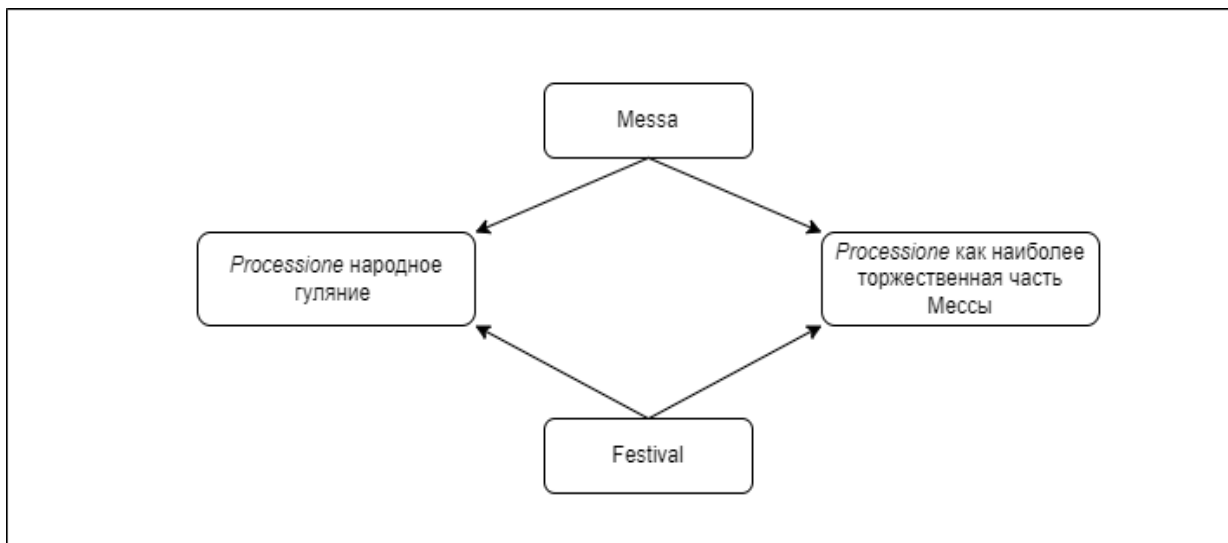 Messa
Processione народное
гуляние
Processione как наиболее
торжественная часть
Мессы
Festival